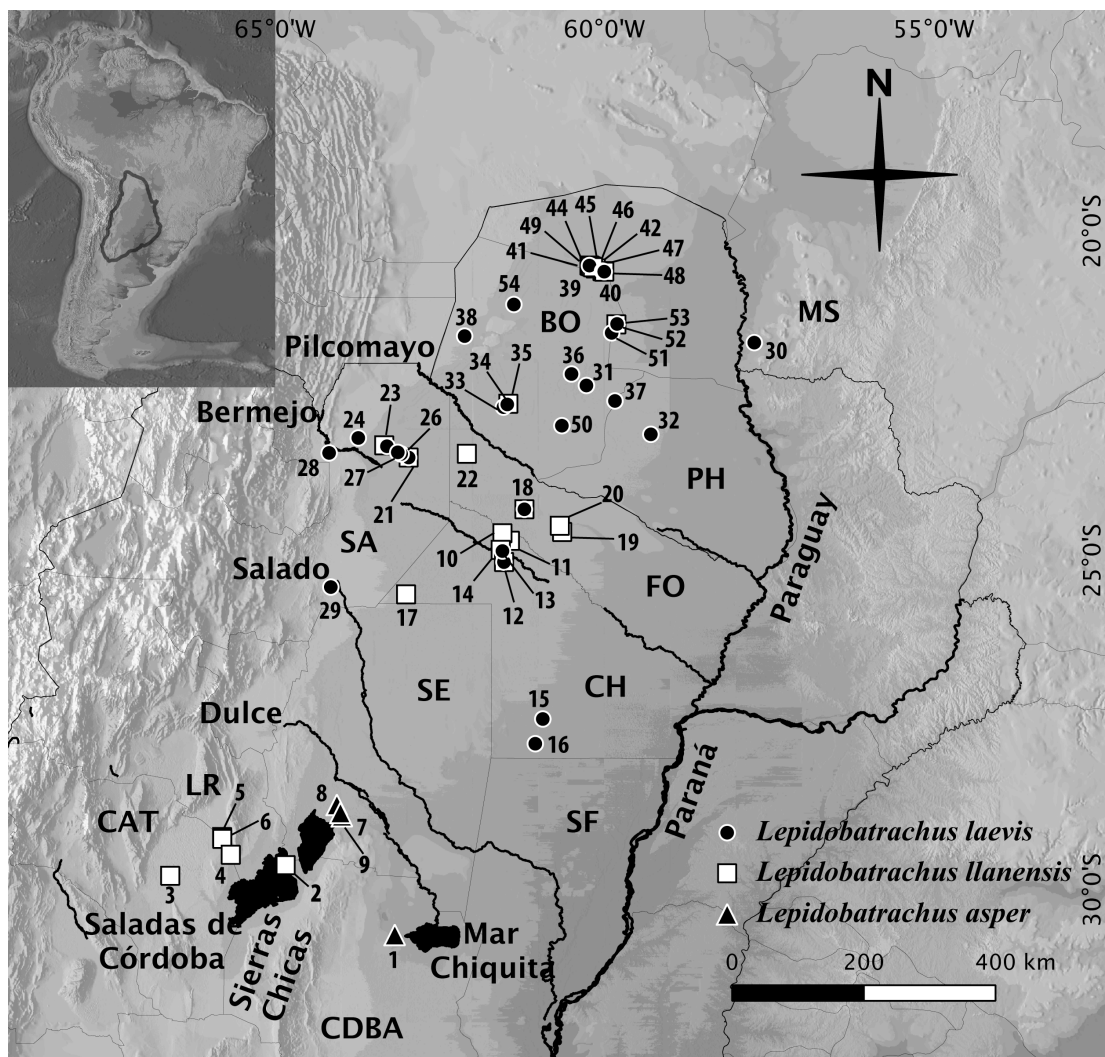 65°0'W 60°0'W 55°0'W
N
20°0'S
44 45 46
49 42
41 47
39 40 48
54
BO
MS
38
53
52
51
30
Pilcomayo
34 35 36
31
33
37
Bermejo
23
24 26
50
32
28
27 22
21
PH
18 20
SA
10
19
11
Salado
14
13
12
FO
Paraguay
25°0'S
29
17
SE
CH
15
Dulce
16
LR
8
CAT
5
6
7
SF
Paraná
9
4
3
2
Lepidobatrachus laevis
Lepidobatrachus llanensis
Lepidobatrachus asper
30°0'S
Saladas de
Córdoba
Sierras
Chicas
1
Mar
Chiquita
CDBA
0 200 400 km